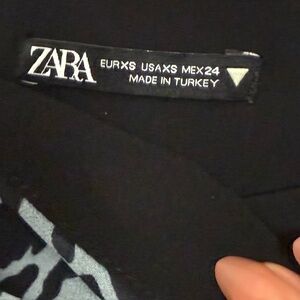 ZARA
EUR XS USA XS MEX 24
MADE IN TURKEY